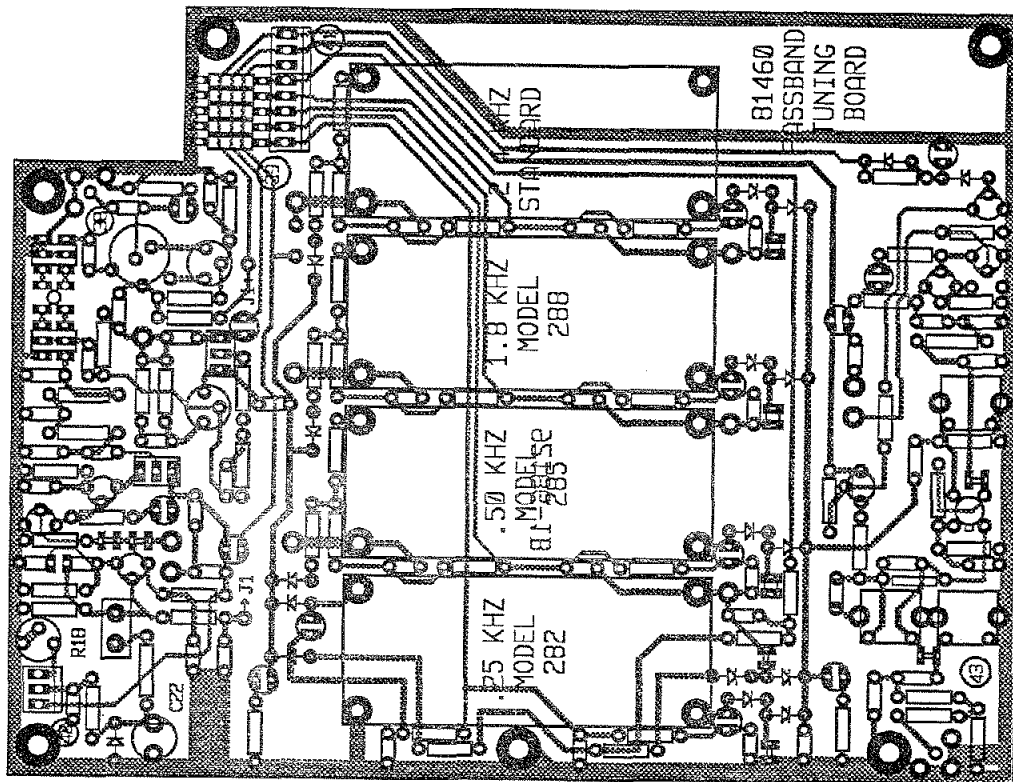 81460
PASSBAND
TUNING
BOARD
KHZ
STANDARD
1.8 KHZ
MODEL
288
.50 KHZ
MODEL
285
.25 KHZ
MODEL
282
J1
J1
R18
C22
43